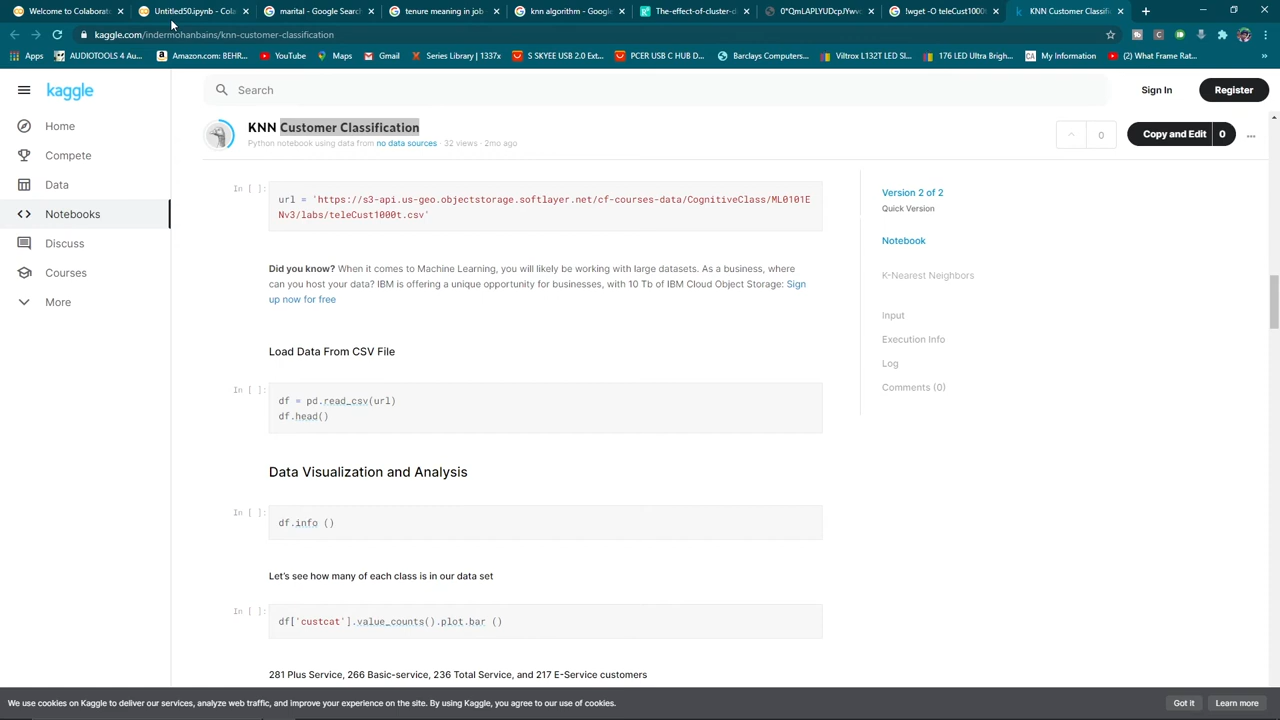 Welcome to Colaborat
Untitled50.ipynb - Cola
marital - Google Search
tenure meaning in job
knn algorithm - Google
The-effect-of-cluster-d
0*QmLAPLYUDcpJYwv
!wget -O teleCust1000t
KNN Customer Classific
kaggle.com/indermohanbains/knn-customer-classification
Apps
AUDIOTOOLS 4 Au...
Amazon.com: BEHR...
YouTube
Maps
Gmail
Series Library | 1337x
S SKYEE USB 2.0 Ext...
PCER USB C HUB D...
Barclays Computers...
Viltrox L132T LED Sl...
176 LED Ultra Brigh...
My Information
(2) What Frame Rat...
kaggle
Search
Sign In
Register
Home
Compete
Data
Notebooks
Discuss
Courses
More
KNN Customer Classification
Python notebook using data from no data sources · 32 views · 2mo ago
0
Copy and Edit 0
In [ ]:
url = 'https://s3-api.us-geo.objectstorage.softlayer.net/cf-courses-data/CognitiveClass/ML0101E
Nv3/labs/teleCust1000t.csv'
Did you know? When it comes to Machine Learning, you will likely be working with large datasets. As a business, where
can you host your data? IBM is offering a unique opportunity for businesses, with 10 Tb of IBM Cloud Object Storage: Sign
up now for free
Load Data From CSV File
In [ ]:
df = pd.read_csv(url)
df.head()
Data Visualization and Analysis
In [ ]:
df.info ()
Let's see how many of each class is in our data set
In [ ]:
df['custcat'].value_counts().plot.bar ()
281 Plus Service, 266 Basic-service, 236 Total Service, and 217 E-Service customers
Version 2 of 2
Quick Version
Notebook
K-Nearest Neighbors
Input
Execution Info
Log
Comments (0)
We use cookies on Kaggle to deliver our services, analyze web traffic, and improve your experience on the site. By using Kaggle, you agree to our use of cookies.
Got it
Learn more